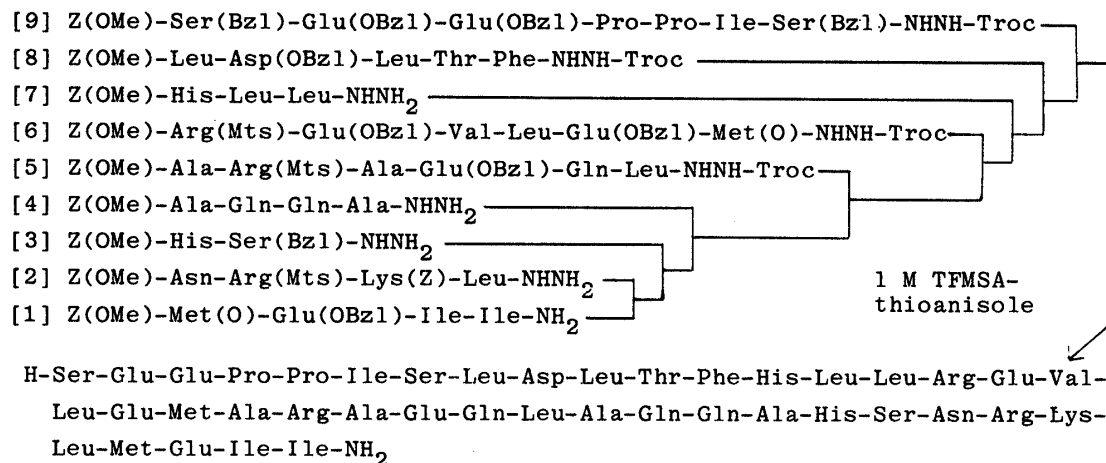 [9] Z(OMe)-Ser(Bzl)-Glu(OBzl)-Glu(OBzl)-Pro-Pro-Ile-Ser(Bzl)-NHNH-Troc
[8] Z(OMe)-Leu-Asp(OBzl)-Leu-Thr-Phe-NHNH-Troc
[7] Z(OMe)-His-Leu-Leu-NHNH2
[6] Z(OMe)-Arg(Mts)-Glu(OBzl)-Val-Leu-Glu(OBzl)-Met(O)-NHNH-Troc
[5] Z(OMe)-Ala-Arg(Mts)-Ala-Glu(OBzl)-Gln-Leu-NHNH-Troc
[4] Z(OMe)-Ala-Gln-Gln-Ala-NHNH2
[3] Z(OMe)-His-Ser(Bzl)-NHNH2
[2] Z(OMe)-Asn-Arg(Mts)-Lys(Z)-Leu-NHNH2
[1] Z(OMe)-Met(O)-Glu(OBzl)-Ile-Ile-NH2
1 M TFMSA-
thioanisole
H-Ser-Glu-Glu-Pro-Pro-Ile-Ser-Leu-Asp-Leu-Thr-Phe-His-Leu-Leu-Arg-Glu-Val-
Leu-Glu-Met-Ala-Arg-Ala-Glu-Gln-Leu-Ala-Gln-Gln-Ala-His-Ser-Asn-Arg-Lys-
Leu-Met-Glu-Ile-Ile-NH2